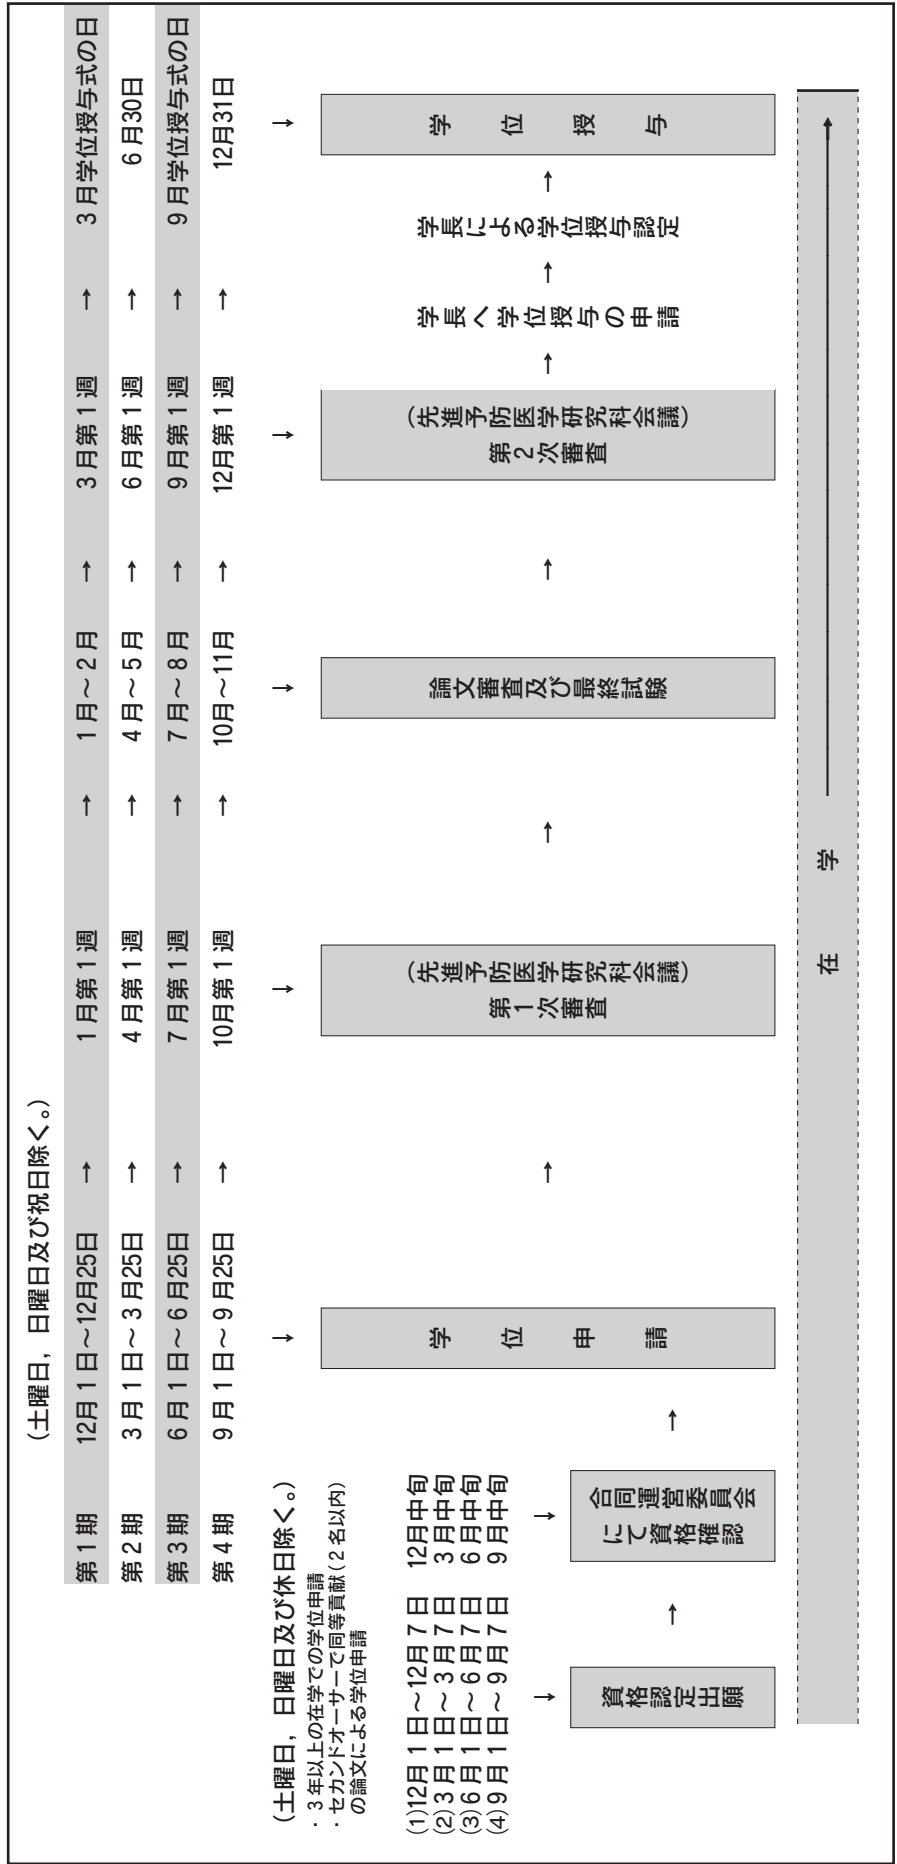 (土曜日，日曜日及び祝日除く。)
第１期 12月１日～12月25日 → １月第１週 → １月～２月 → ３月第１週 → ３月学位授与式の日
第２期 ３月１日～３月25日 → ４月第１週 → ４月～５月 → ６月第１週 → ６月30日
第３期 ６月１日～６月25日 → ７月第１週 → ７月～８月 → ９月第１週 → ９月学位授与式の日
第４期 ９月１日～９月25日 → 10月第１週 → 10月～11月 → 12月第１週 → 12月31日
(土曜日，日曜日及び休日除く。)
・３年以上の在学での学位申請
・セカンドオーサーで同等貢献(２名以内)
の論文による学位申請
(1)12月１日～12月７日 12月中旬
(2)３月１日～３月７日 ３月中旬
(3)６月１日～６月７日 ６月中旬
(4)９月１日～９月７日 ９月中旬
資格認定出願
→
合同運営委員会
にて資格確認
→
学位申請
→
(先進予防医学研究科会議)
第１次審査
→
論文審査及び最終試験
→
(先進予防医学研究科会議)
第２次審査
→
学長へ学位授与の申請
→
学長による学位授与認定
→
学位授与
在学